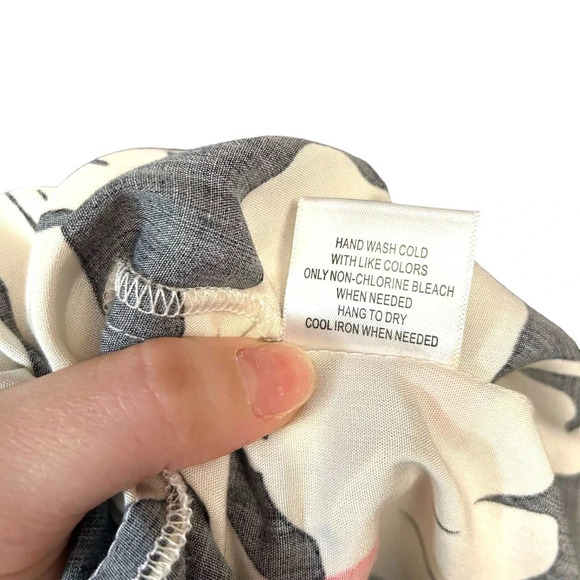 HAND WASH COLD
WITH LIKE COLORS
ONLY NON-CHLORINE BLEACH
WHEN NEEDED
HANG TO DRY
COOL IRON WHEN NEEDED